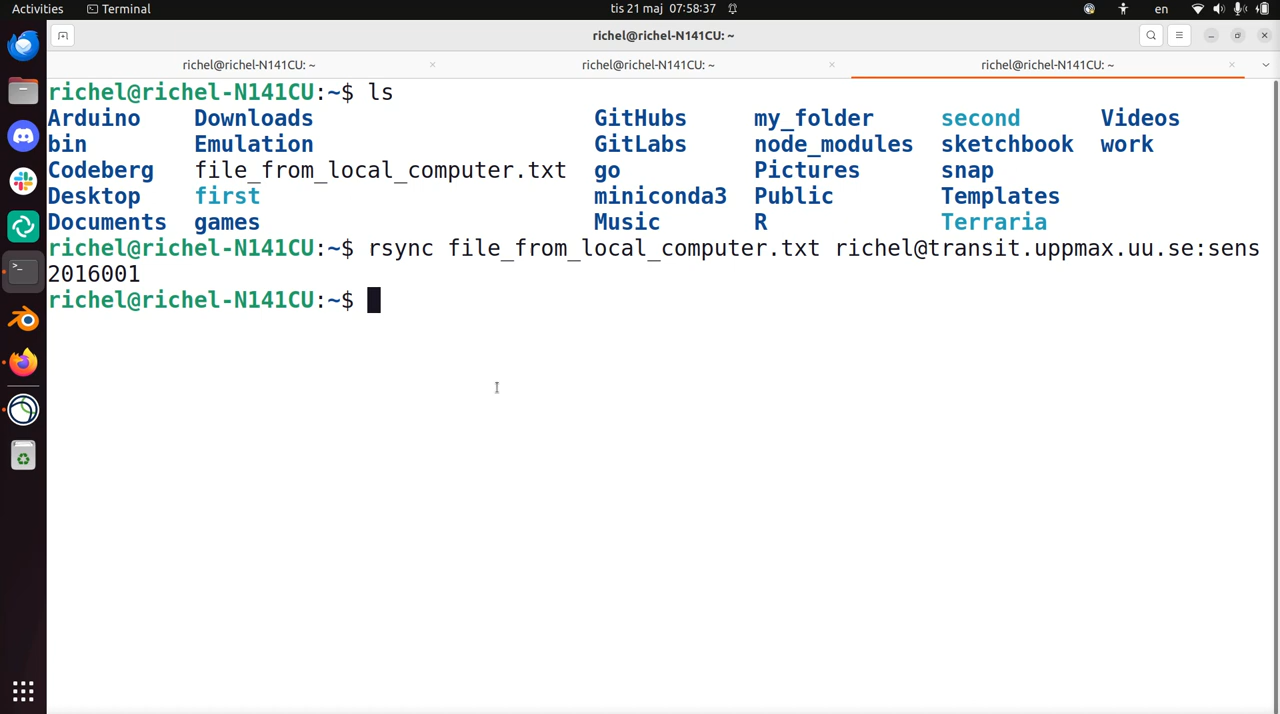 Activities Terminal tis 21 maj 07:58:37 en
richel@richel-N141CU: ~
richel@richel-N141CU: ~ richel@richel-N141CU: ~ richel@richel-N141CU: ~
richel@richel-N141CU:~$ ls
Arduino Downloads GitHubs my_folder second Videos
bin Emulation GitLabs node_modules sketchbook work
Codeberg file_from_local_computer.txt go Pictures snap
Desktop first miniconda3 Public Templates
Documents games Music R Terraria
richel@richel-N141CU:~$ rsync file_from_local_computer.txt richel@transit.uppmax.uu.se:sens
2016001
richel@richel-N141CU:~$